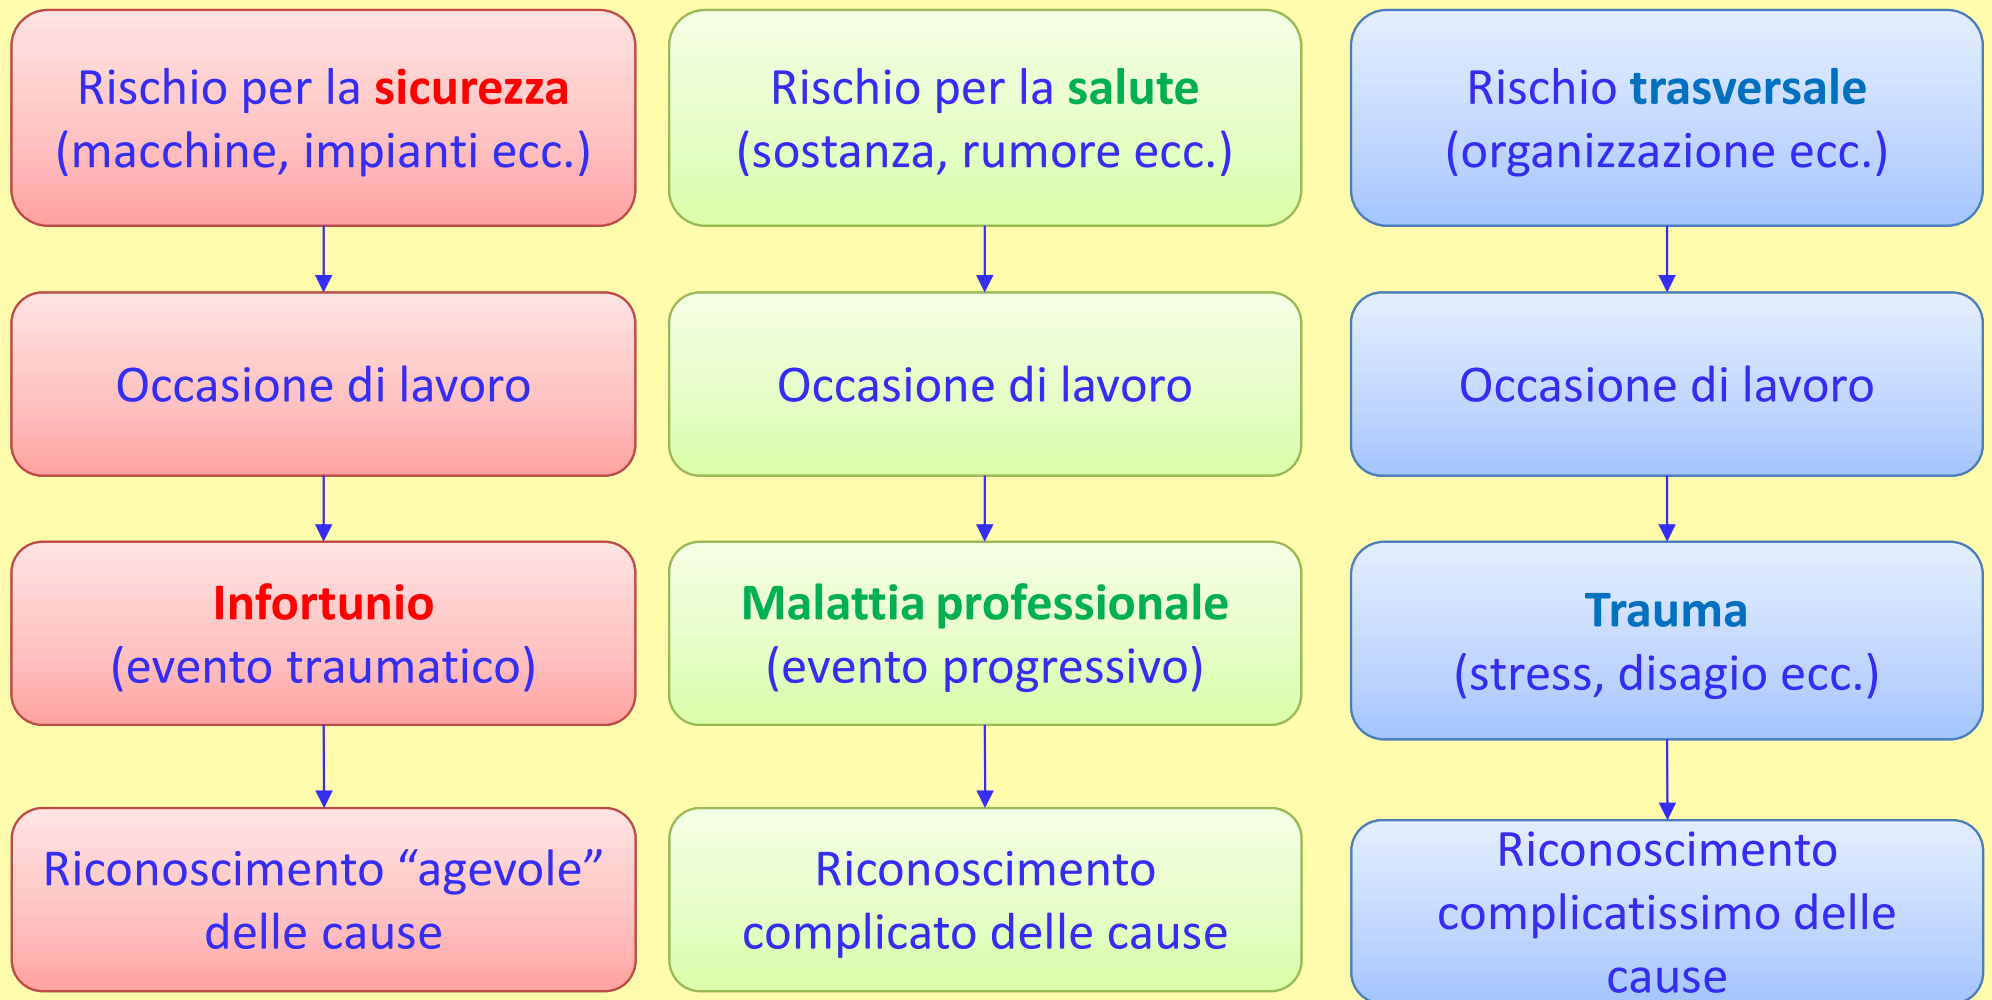 Rischio per la sicurezza
(macchine, impianti ecc.)
Rischio per la salute
(sostanza, rumore ecc.)
Rischio trasversale
(organizzazione ecc.)
Occasione di lavoro
Occasione di lavoro
Occasione di lavoro
Infortunio
(evento traumatico)
Malattia professionale
(evento progressivo)
Trauma
(stress, disagio ecc.)
Riconoscimento “agevole”
delle cause
Riconoscimento
complicato delle cause
Riconoscimento
complicatissimo delle
cause